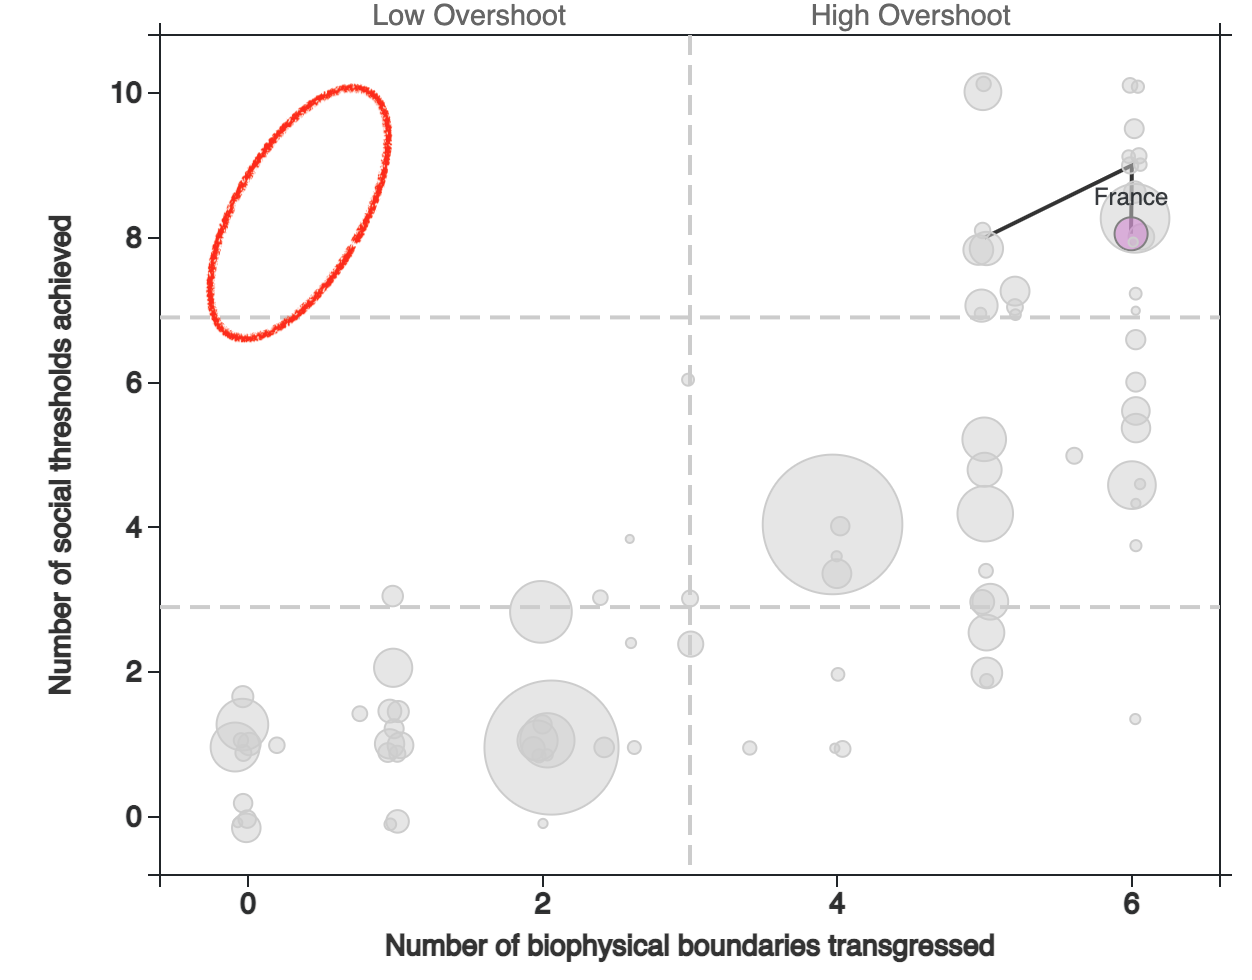 Low Overshoot
High Overshoot
10
8
6
4
2
0
Number of social thresholds achieved
France
0
2
4
6
Number of biophysical boundaries transgressed